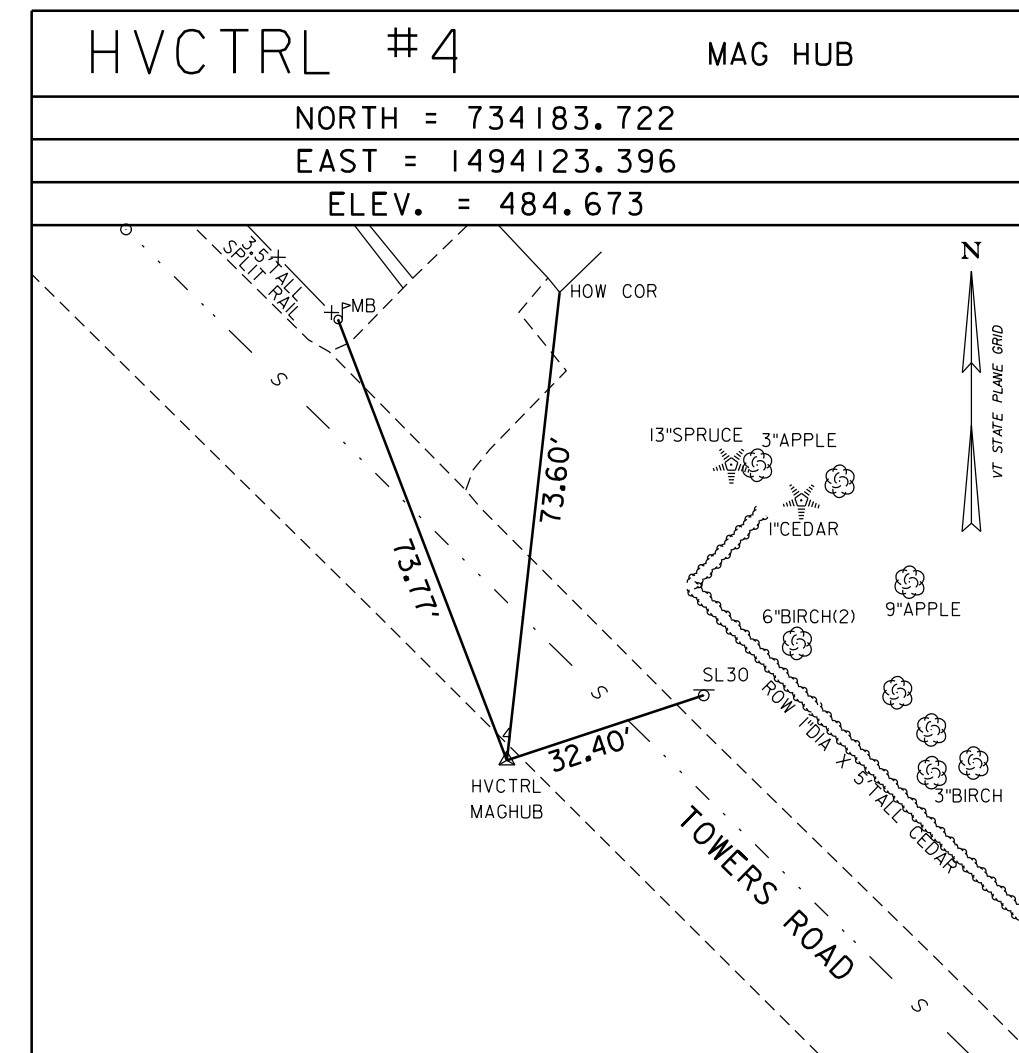 HVCTRL #4 MAG HUB
NORTH = 734183.722
EAST = 1494123.396
ELEV. = 484.673
3.5'TALL
SPLIT RAIL
MB
HOW COR
N
VT STATE PLANE GRID
S
13"SPRUCE
3"APPLE
1"CEDAR
73.60'
73.77'
9"APPLE
6"BIRCH(2)
S
SL30
32.40'
ROW 1"DIA X 5'TALL CEDAR
HVCTRL
MAGHUB
3"BIRCH
TOWERS ROAD
S